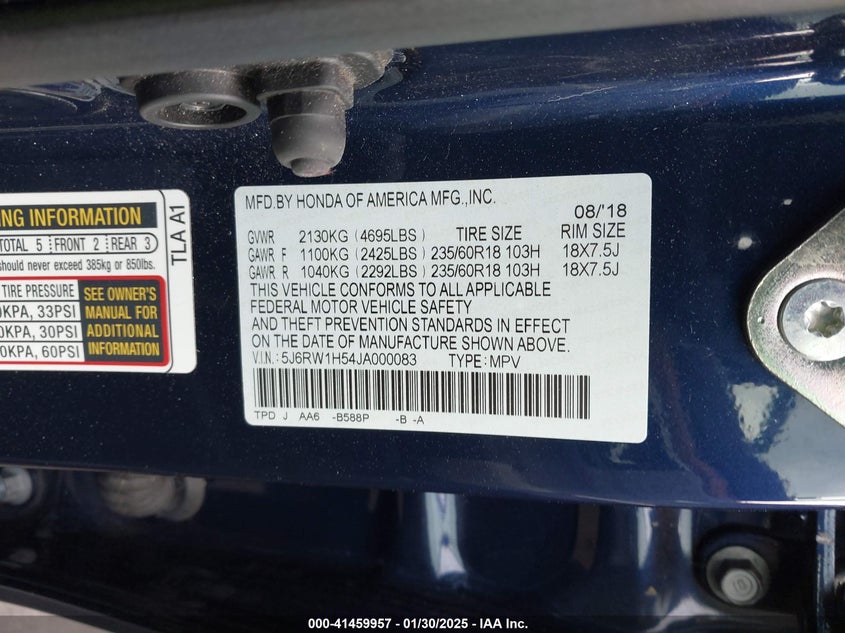 NG INFORMATION
TOTAL 5 FRONT 2 REAR 3
should never exceed 385kg or 850lbs.
TIRE PRESSURE
0KPA, 33PSI
0KPA, 30PSI
0KPA, 60PSI
SEE OWNER'S
MANUAL FOR
ADDITIONAL
INFORMATION
TLA A1
MFD.BY HONDA OF AMERICA MFG.,INC.
08/'18
GVWR 2130KG (4695LBS) TIRE SIZE RIM SIZE
GAWR F 1100KG (2425LBS) 235/60R18 103H 18X7.5J
GAWR R 1040KG (2292LBS) 235/60R18 103H 18X7.5J
THIS VEHICLE CONFORMS TO ALL APPLICABLE
FEDERAL MOTOR VEHICLE SAFETY
AND THEFT PREVENTION STANDARDS IN EFFECT
ON THE DATE OF MANUFACTURE SHOWN ABOVE.
V.I.N.: 5J6RW1H54JA000083 TYPE: MPV
TPD J AA6 -B588P -B -A
000-41459957 - 01/30/2025 - IAA Inc.